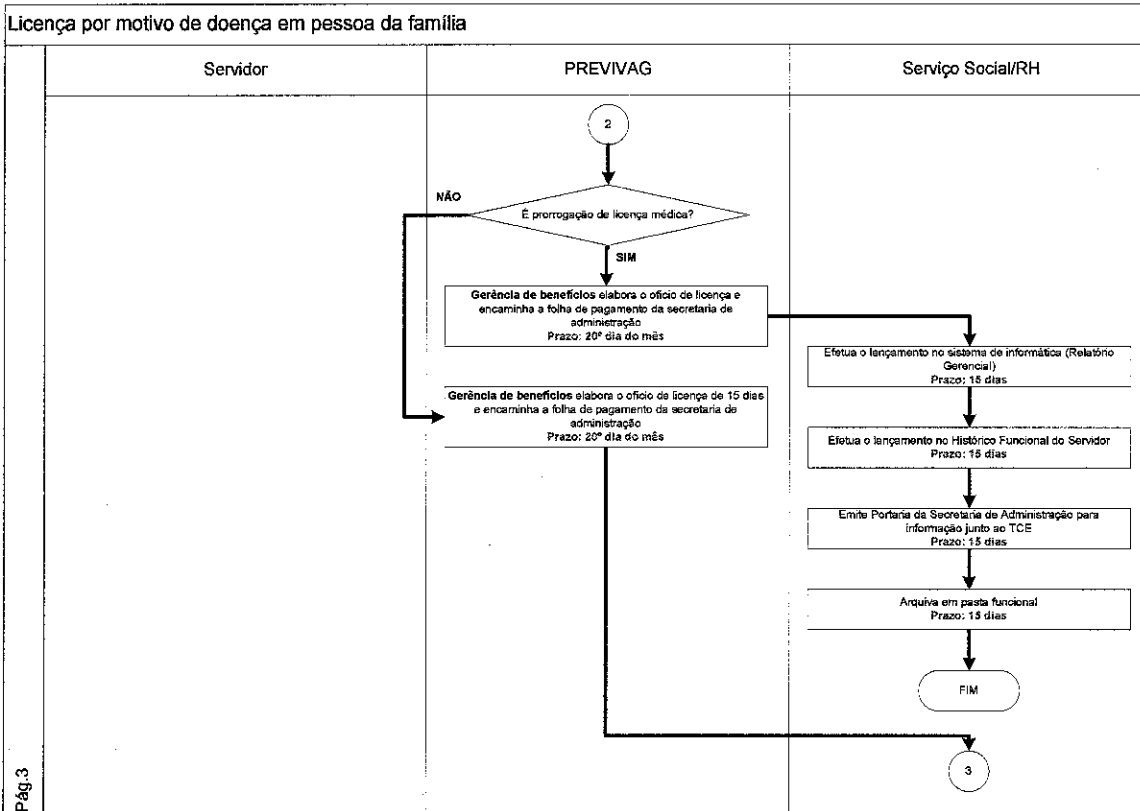 Licença por motivo de doença em pessoa da família
Servidor
PREVIVAG
Serviço Social/RH
2
NÃO
É prorrogação de licença médica?
SIM
Gerência de benefícios elabora o ofício de licença e
encaminha a folha de pagamento da secretaria de
administração
Prazo: 20º dia do mês
Efetua o lançamento no sistema de informática (Relatório
Gerencial)
Prazo: 15 dias
Gerência de benefícios elabora o ofício de licença de 15 dias
e encaminha a folha de pagamento da secretaria de
administração
Prazo: 20º dia do mês
Efetua o lançamento no Histórico Funcional do Servidor
Prazo: 15 dias
Emite Portaria da Secretaria de Administração para
informação junto ao TCE
Prazo: 15 dias
Arquiva em pasta funcional
Prazo: 15 dias
FIM
3
Pág.3